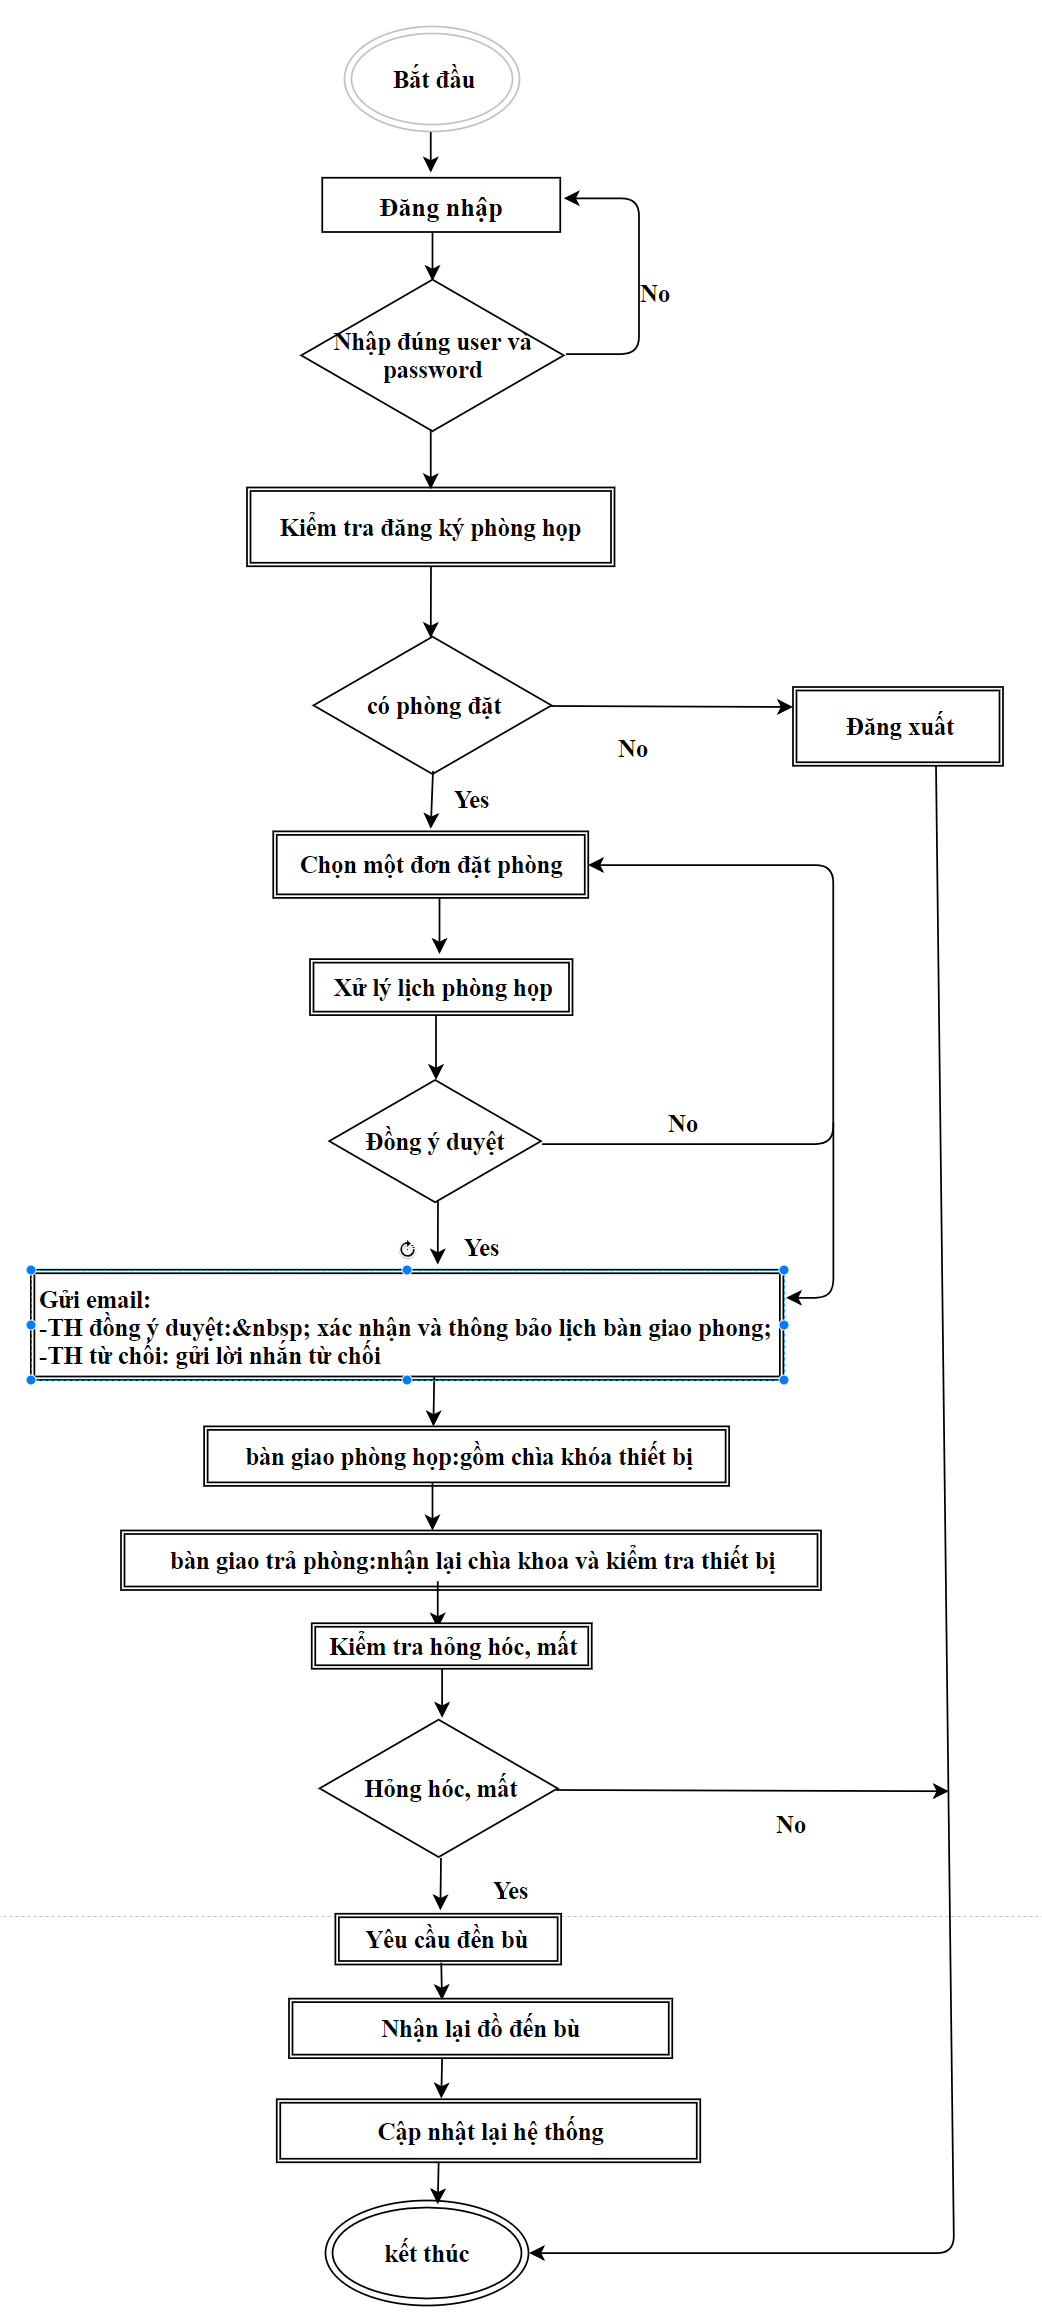 Bắt đầu
Đăng nhập
No
Nhập đúng user và
password
Kiểm tra đăng ký phòng họp
có phòng đặt
Đăng xuất
No
Yes
Chọn một đơn đặt phòng
Xử lý lịch phòng họp
No
Đồng ý duyệt
Yes
Gửi email:
-TH đồng ý duyệt:&nbsp; xác nhận và thông bảo lịch bàn giao phong;
-TH từ chối: gửi lời nhắn từ chối
bàn giao phòng họp:gồm chìa khóa thiết bị
bàn giao trả phòng:nhận lại chìa khoa và kiểm tra thiết bị
Kiểm tra hỏng hóc, mất
Hỏng hóc, mất
No
Yes
Yêu cầu đền bù
Nhận lại đồ đến bù
Cập nhật lại hệ thống
kết thúc